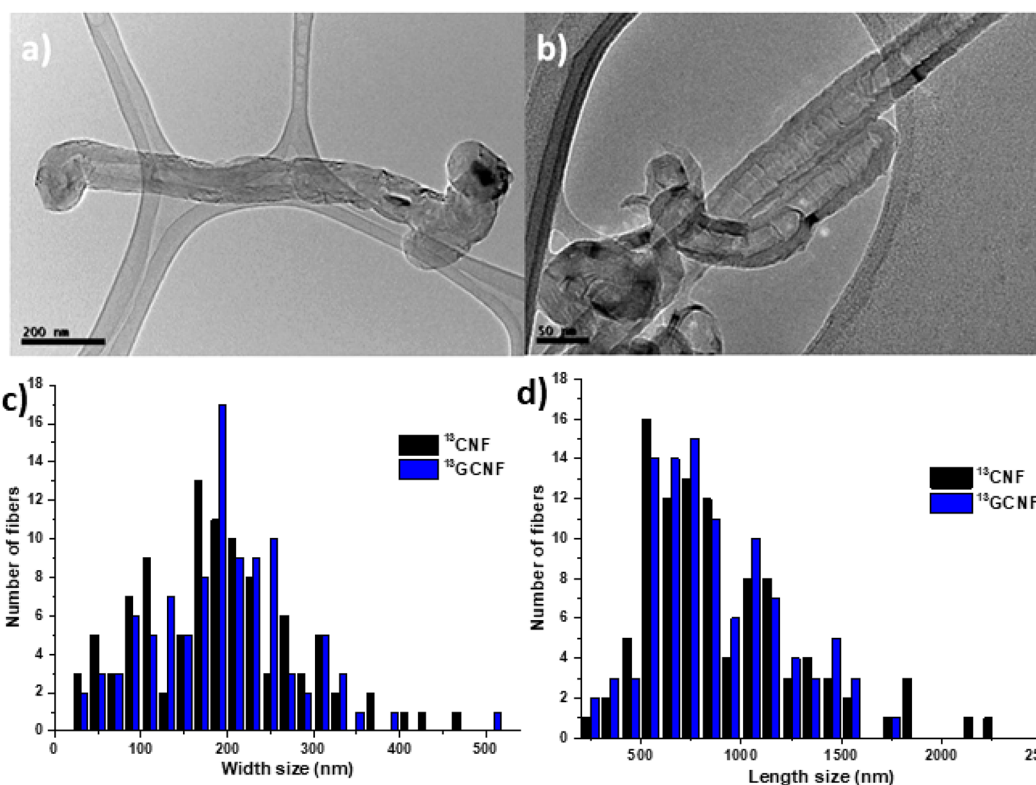 a)
200 nm
b)
50 nm
c)
18
16
14
12
10
8
6
4
2
0
Number of fibers
¹³CNF
¹³GCNF
0 100 200 300 400 500
Width size (nm)
d)
18
16
14
12
10
8
6
4
2
0
Number of fibers
¹³CNF
¹³GCNF
500 1000 1500 2000 25
Length size (nm)